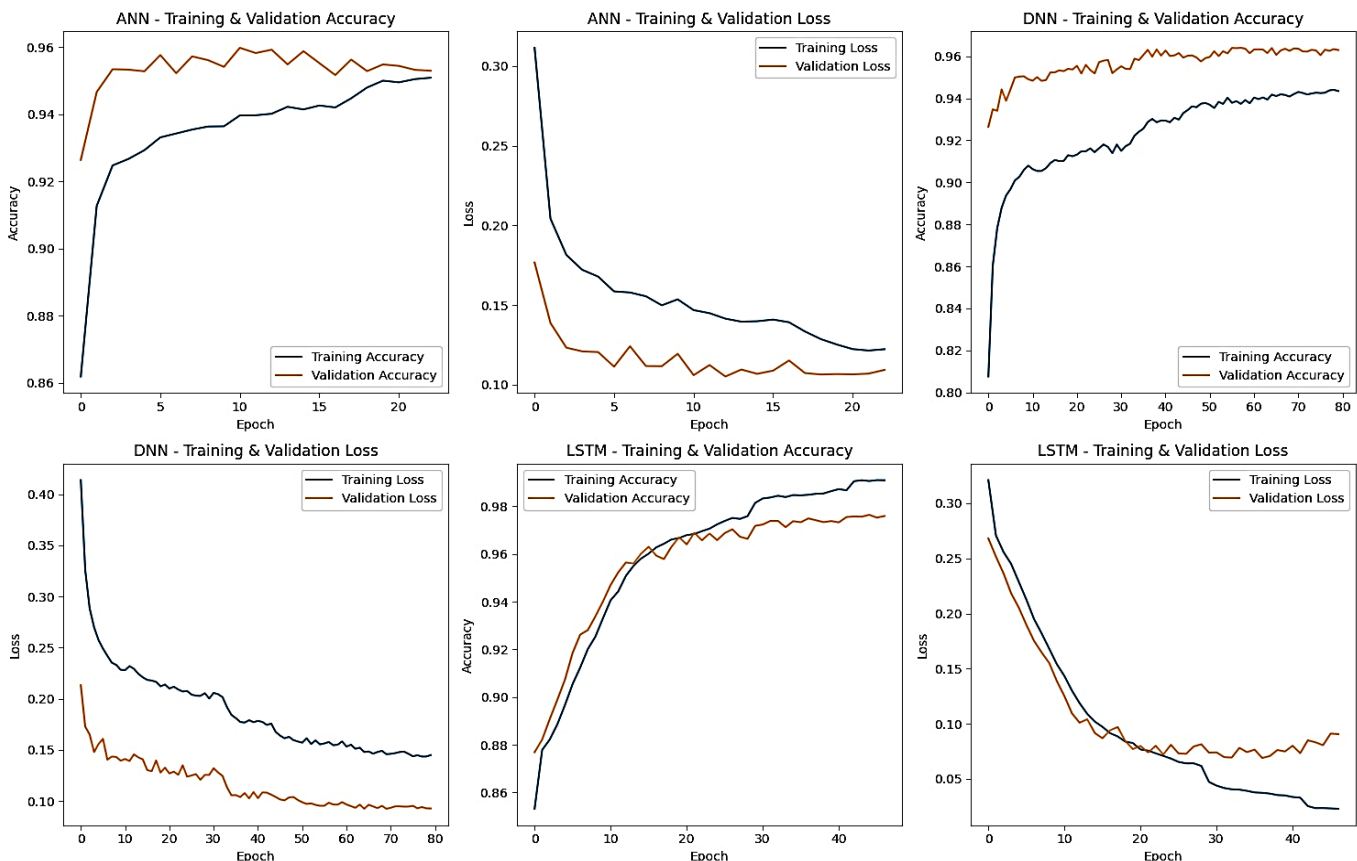 ANN - Training & Validation Accuracy
0.96
0.94
0.92
0.90
0.88
0.86
Accuracy
Training Accuracy
Validation Accuracy
0 5 10 15 20
Epoch
ANN - Training & Validation Loss
0.30
0.25
0.20
0.15
0.10
Loss
Training Loss
Validation Loss
0 5 10 15 20
Epoch
DNN - Training & Validation Accuracy
0.96
0.94
0.92
0.90
0.88
0.86
0.84
0.82
0.80
Accuracy
Training Accuracy
Validation Accuracy
0 10 20 30 40 50 60 70 80
Epoch
DNN - Training & Validation Loss
0.40
0.35
0.30
0.25
0.20
0.15
0.10
Loss
Training Loss
Validation Loss
0 10 20 30 40 50 60 70 80
Epoch
LSTM - Training & Validation Accuracy
0.98
0.96
0.94
0.92
0.90
0.88
0.86
Accuracy
Training Accuracy
Validation Accuracy
0 10 20 30 40
Epoch
LSTM - Training & Validation Loss
0.30
0.25
0.20
0.15
0.10
0.05
Loss
Training Loss
Validation Loss
0 10 20 30 40
Epoch